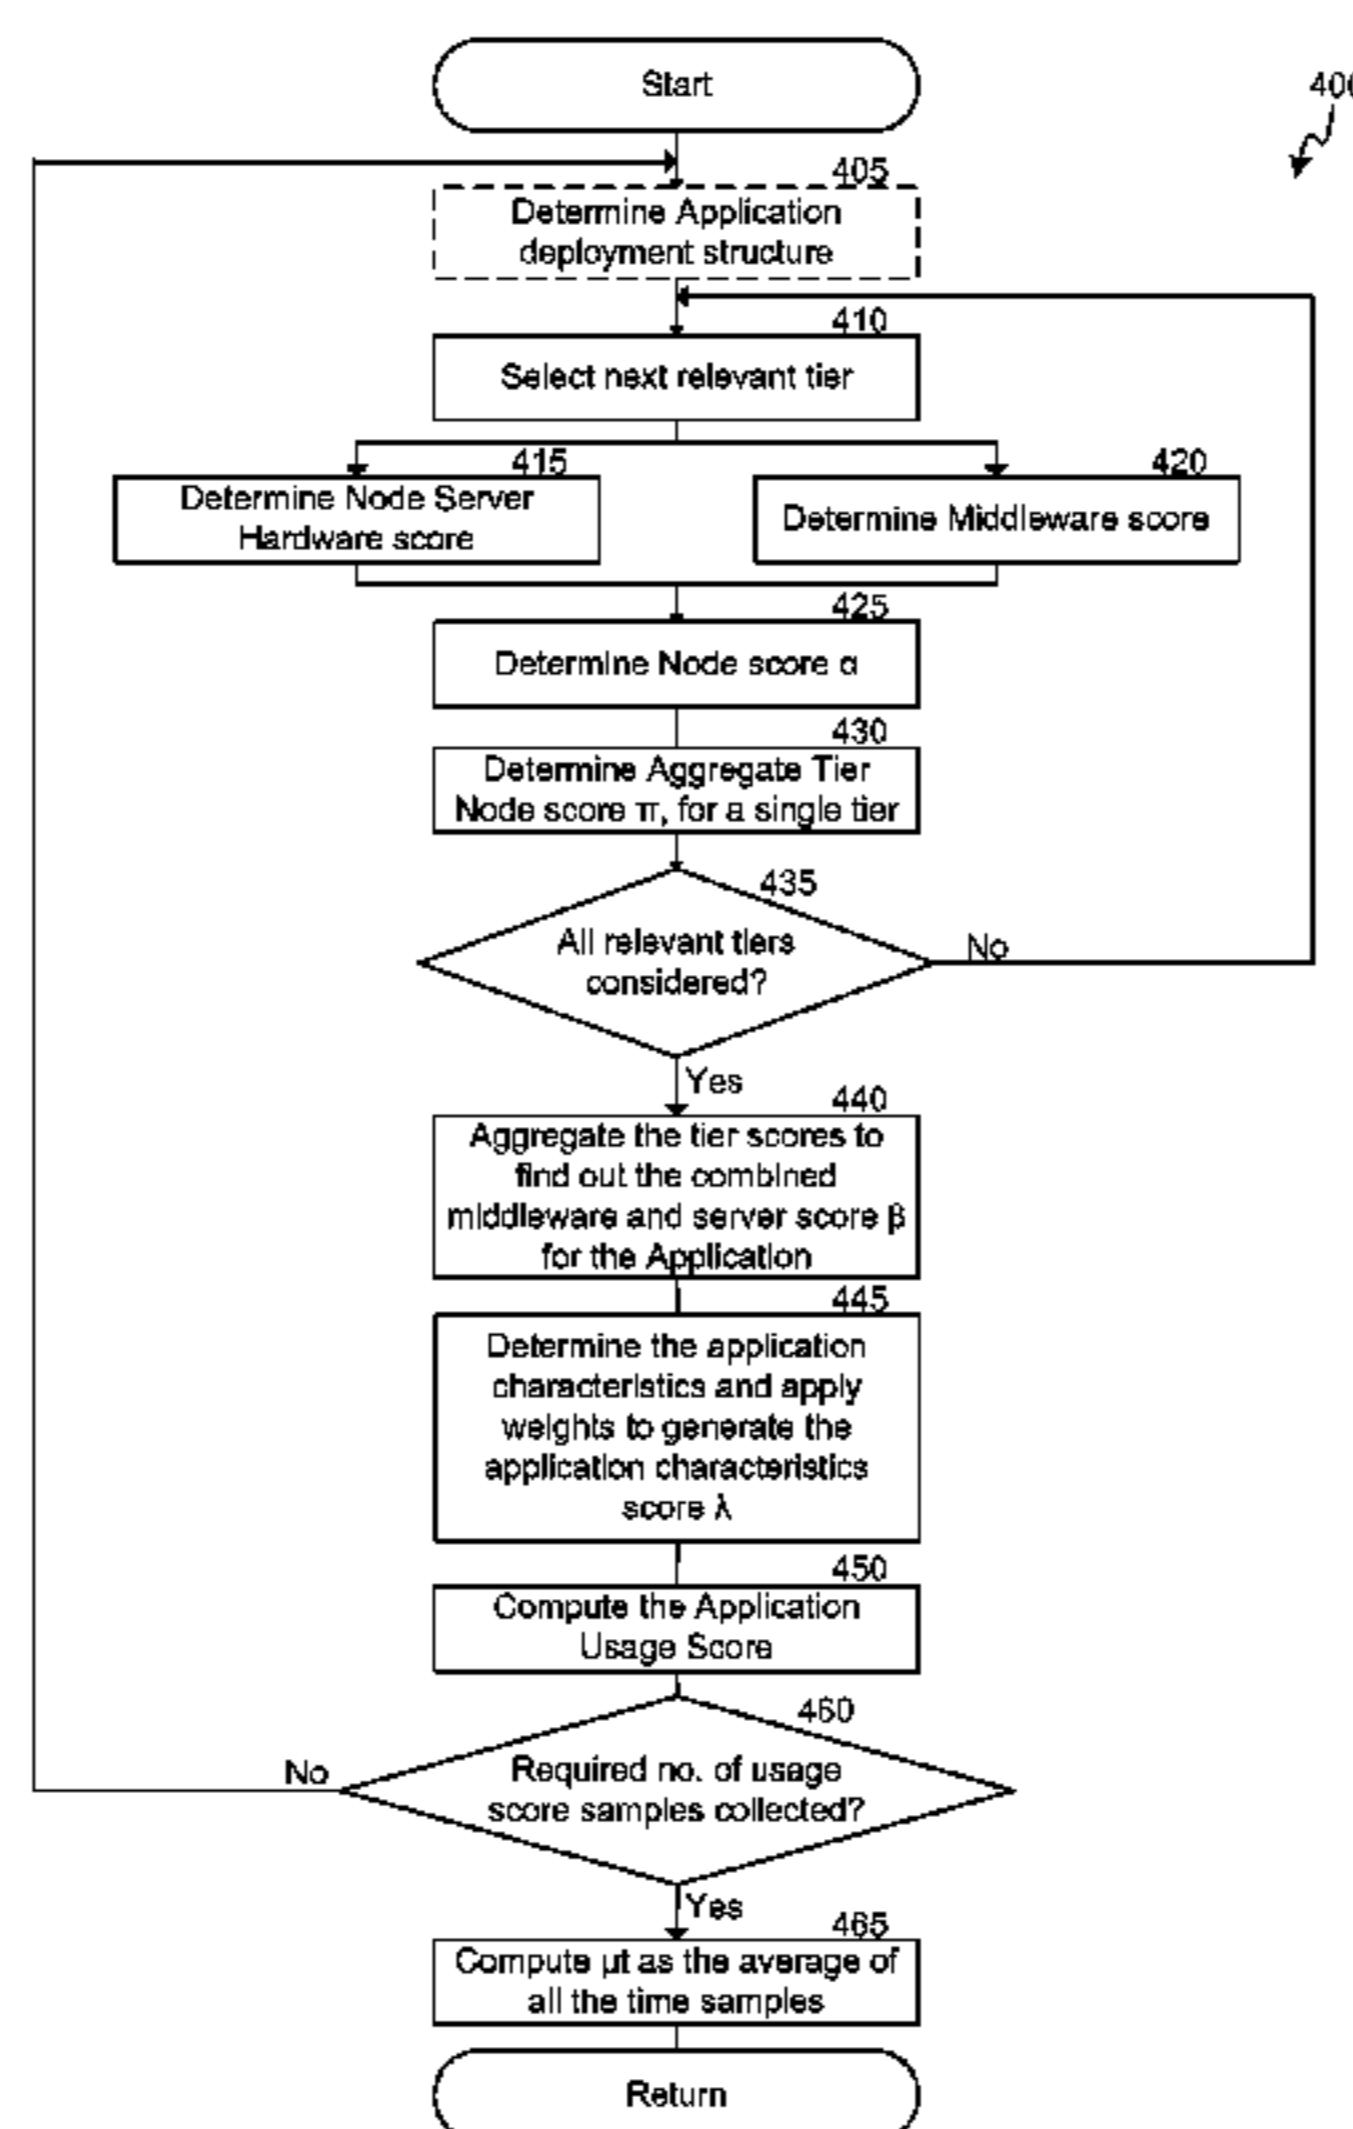 Start
400
405
Determine Application
deployment structure
410
Select next relevant tier
415
Determine Node Server
Hardware score
420
Determine Middleware score
425
Determine Node score α
430
Determine Aggregate Tier
Node score π, for a single tier
435
All relevant tiers
considered?
No
Yes
440
Aggregate the tier scores to
find out the combined
middleware and server score β
for the Application
445
Determine the application
characteristics and apply
weights to generate the
application characteristics
score λ
450
Compute the Application
Usage Score
460
Required no. of usage
score samples collected?
No
Yes
465
Compute μt as the average of
all the time samples
Return